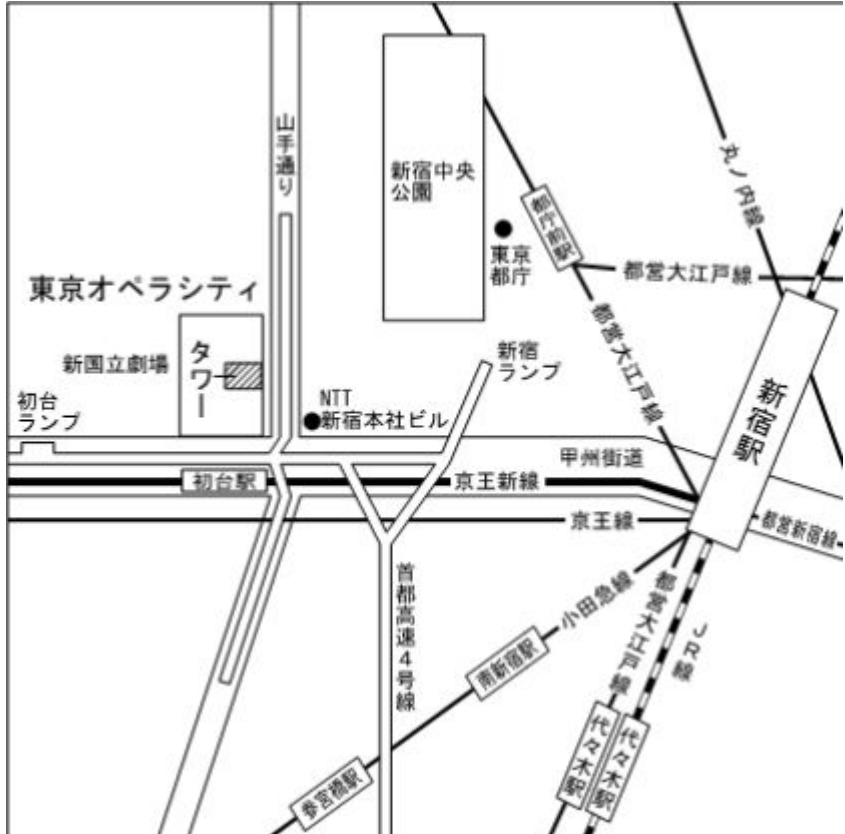 山手通り
新宿中央
公園
丸ノ内線
都庁前駅
東京
都庁
都営大江戸線
東京オペラシティ
都営大江戸線
新国立劇場
タワー
新宿
ランプ
初台
ランプ
NTT
新宿本社ビル
新宿駅
甲州街道
初台駅
京王新線
京王線
都営新宿線
首都高速4号線
小田急線
都営大江戸線
JR線
南新宿駅
代々木駅
代々木駅
参宮橋駅